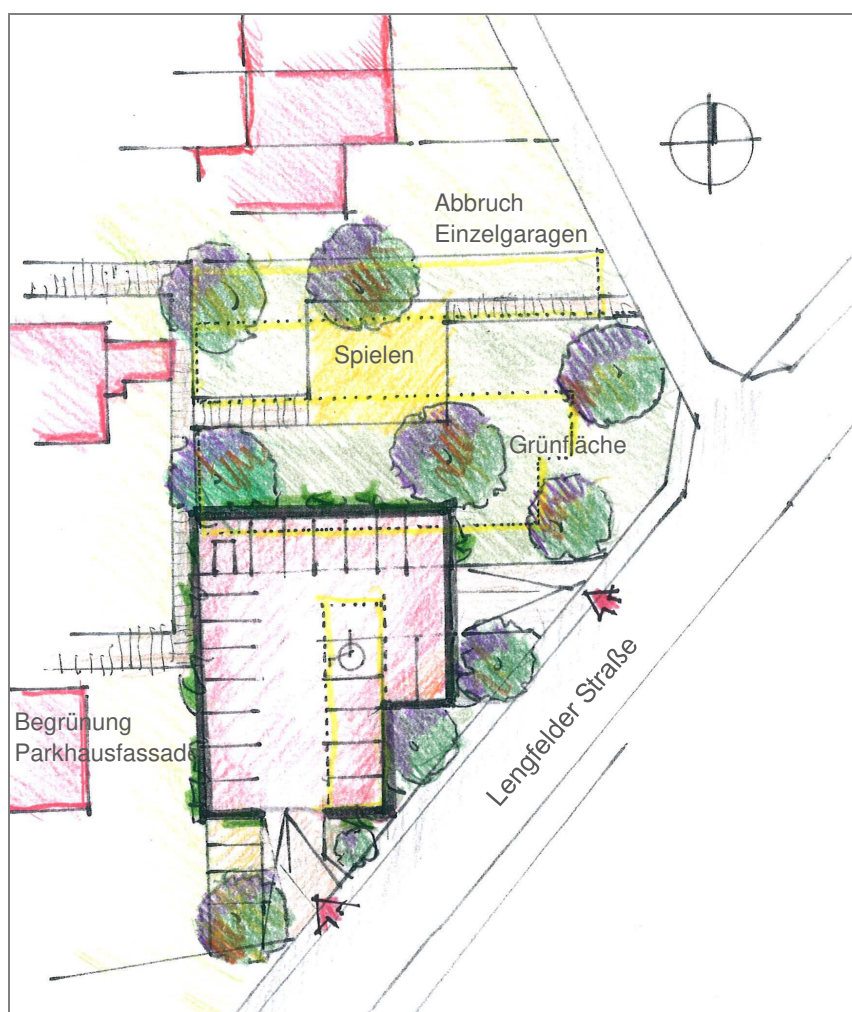 Abbruch
Einzelgaragen
Spielen
Grünfläche
Begrünung
Parkhausfassade
Lengfelder Straße